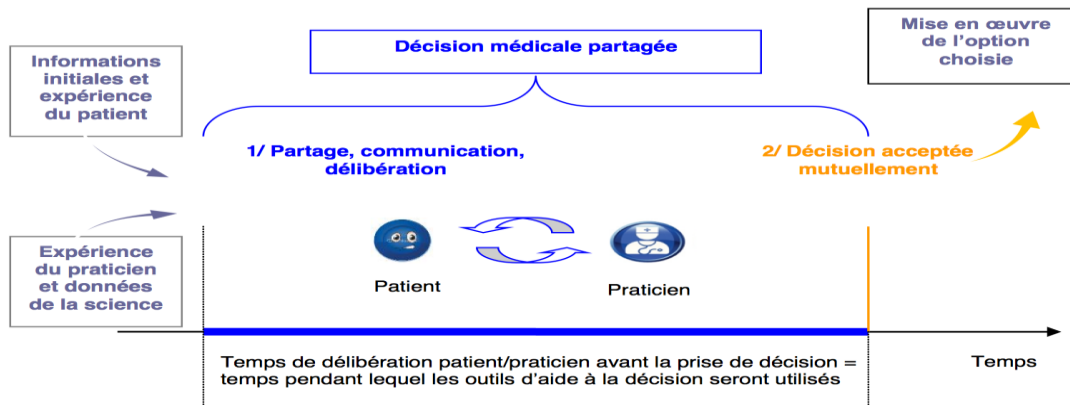 Décision médicale partagée
Mise en œuvre
de l'option
choisie
Informations
initiales et
expérience
du patient
1/ Partage, communication,
délibération
2/ Décision acceptée
mutuellement
Expérience
du praticien
et données
de la science
Patient
Praticien
Temps de délibération patient/praticien avant la prise de décision =
temps pendant lequel les outils d'aide à la décision seront utilisés
Temps